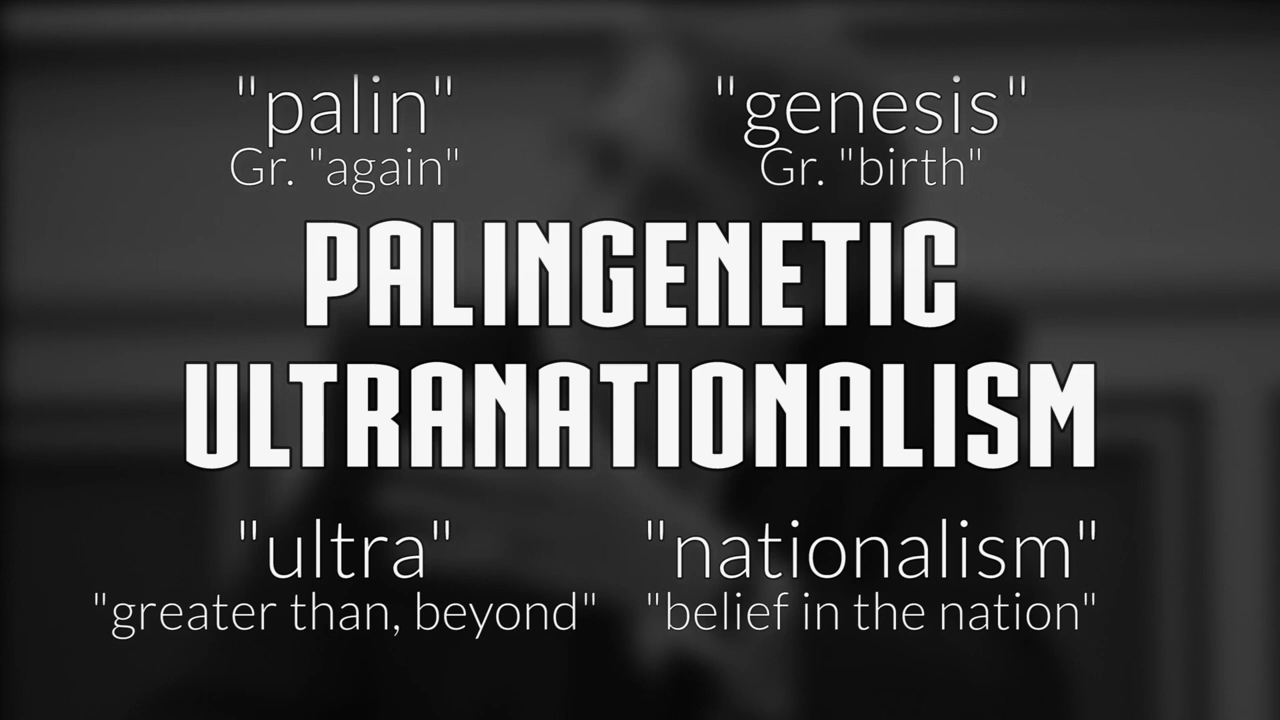 "palin" "genesis"
Gr. "again" Gr. "birth"
PALINGENETIC
ULTRANATIONALISM
"ultra" "nationalism"
"greater than, beyond" "belief in the nation"